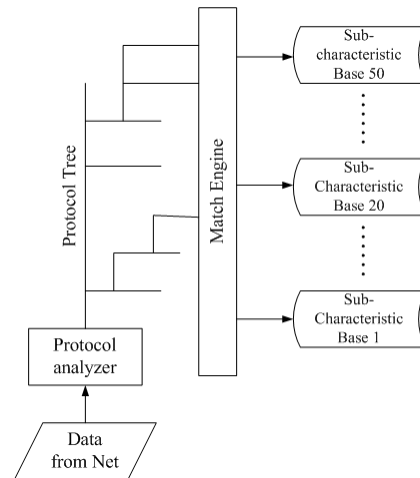 Sub-
characteristic
Base 50
Sub-
Characteristic
Base 20
Sub-
Characteristic
Base 1
Match Engine
Protocol Tree
Protocol
analyzer
Data
from Net